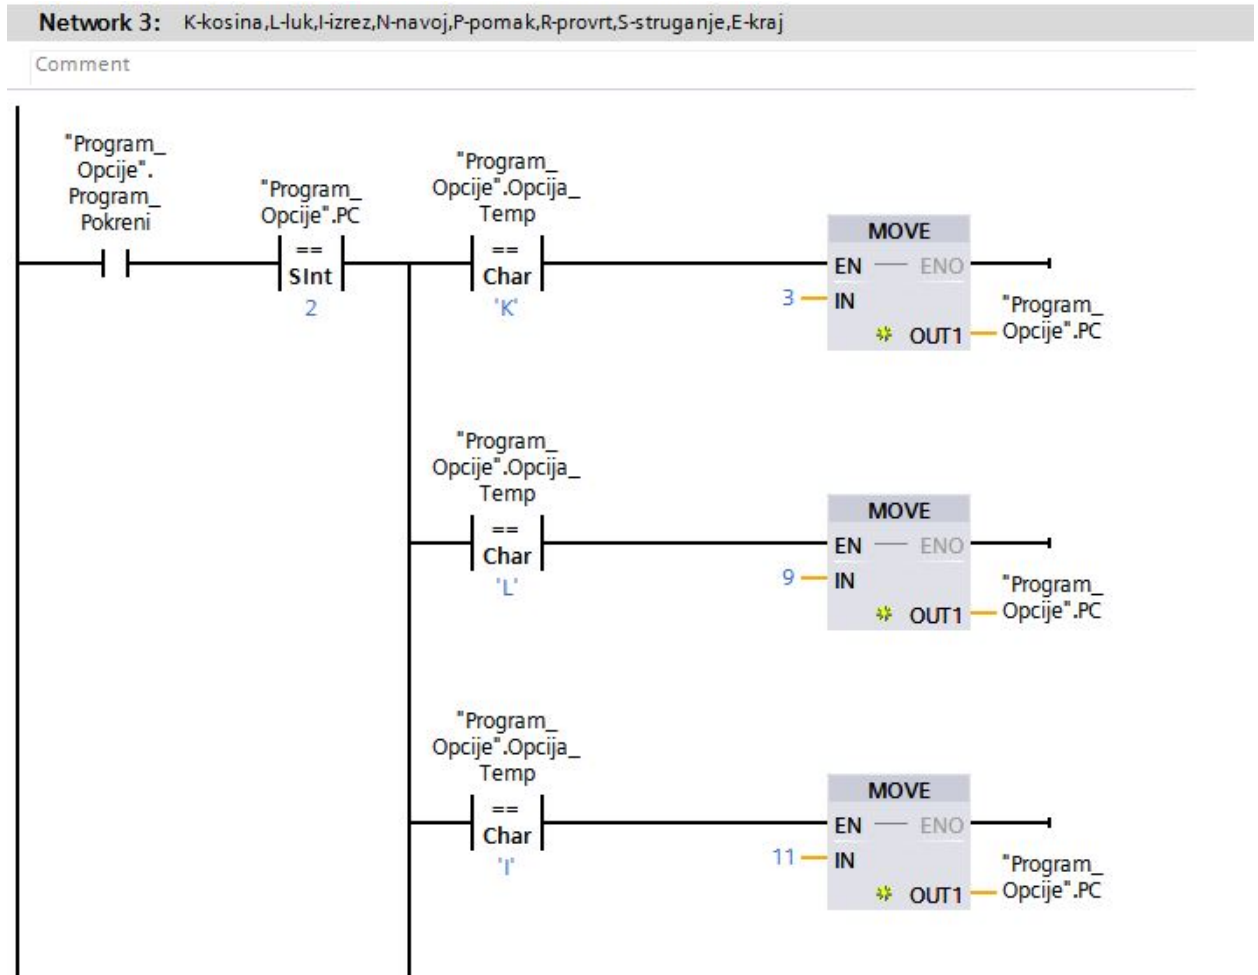 Network 3: K-kosina,L-luk,I-izrez,N-navoj,P-pomak,R-provrt,S-struganje,E-kraj
Comment
"Program_
Opcije".
Program_
Pokreni
"Program_
Opcije".PC
==
SInt
2
"Program_
Opcije".Opcija_
Temp
==
Char
'K'
MOVE
EN ENO
3 IN
OUT1
"Program_
Opcije".PC
"Program_
Opcije".Opcija_
Temp
==
Char
'L'
MOVE
EN ENO
9 IN
OUT1
"Program_
Opcije".PC
"Program_
Opcije".Opcija_
Temp
==
Char
'I'
MOVE
EN ENO
11 IN
OUT1
"Program_
Opcije".PC